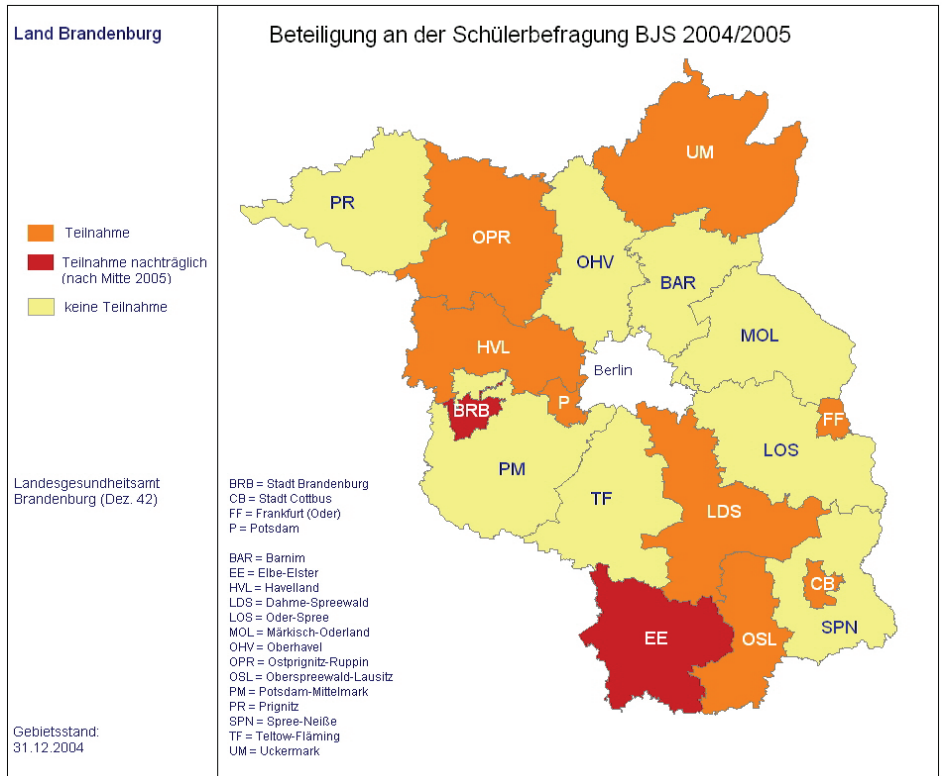 Land Brandenburg
Beteiligung an der Schülerbefragung BJS 2004/2005
Teilnahme
Teilnahme nachträglich
(nach Mitte 2005)
keine Teilnahme
Landesgesundheitsamt
Brandenburg (Dez. 42)
Gebietsstand:
31.12.2004
UM
PR
OPR
OHV
BAR
MOL
HVL
Berlin
P
BRB
FF
LOS
PM
TF
LDS
CB
SPN
EE
OSL
BRB = Stadt Brandenburg
CB = Stadt Cottbus
FF = Frankfurt (Oder)
P = Potsdam
BAR = Barnim
EE = Elbe-Elster
HVL = Havelland
LDS = Dahme-Spreewald
LOS = Oder-Spree
MOL = Märkisch-Oderland
OHV = Oberhavel
OPR = Ostprignitz-Ruppin
OSL = Oberspreewald-Lausitz
PM = Potsdam-Mittelmark
PR = Prignitz
SPN = Spree-Neiße
TF = Teltow-Fläming
UM = Uckermark